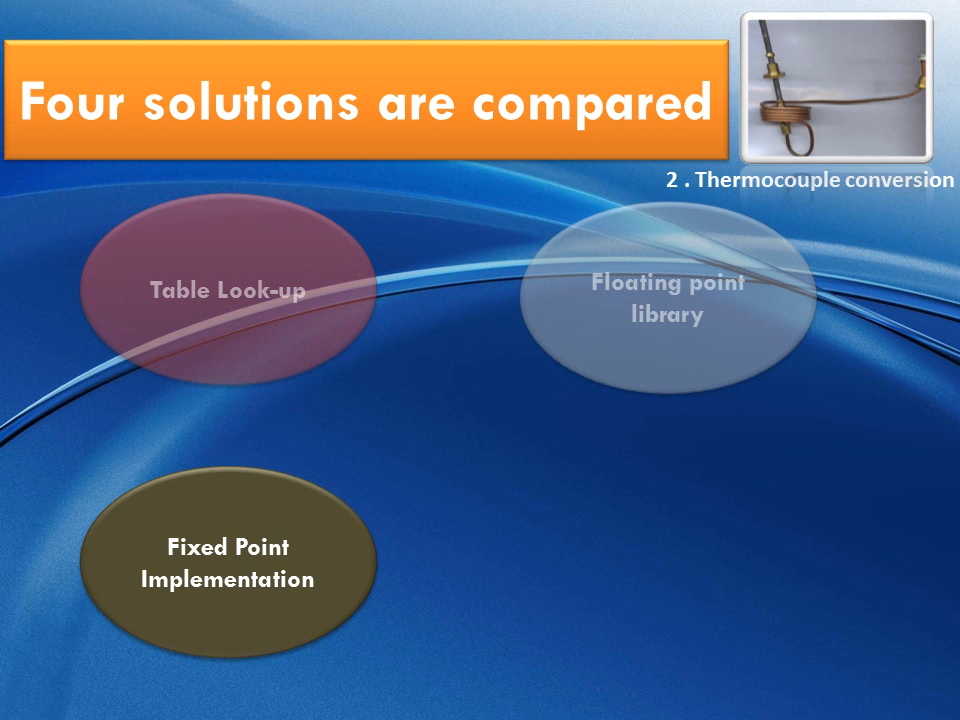 Four solutions are compared
2 . Thermocouple conversion
Table Look-up
Floating point
library
Fixed Point
Implementation